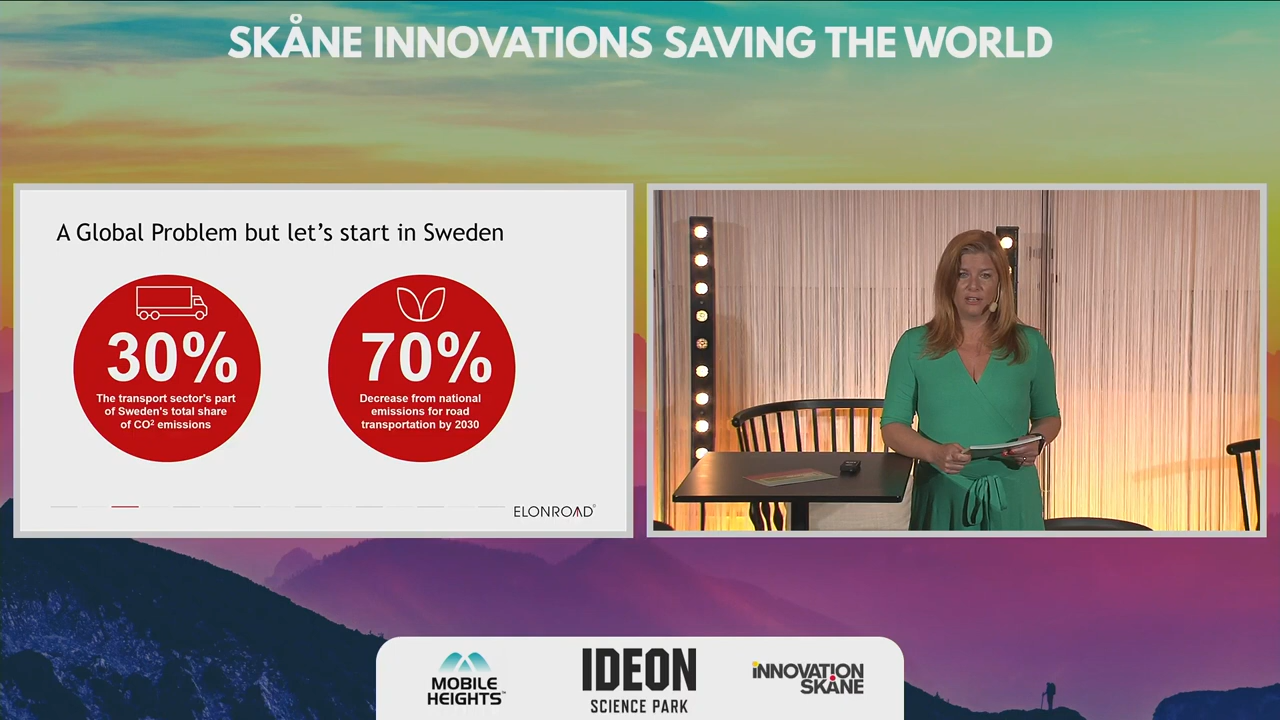 SKÅNE INNOVATIONS SAVING THE WORLD
A Global Problem but let's start in Sweden
30%
The transport sector's part
of Sweden's total share
of CO² emissions
70%
Decrease from national
emissions for road
transportation by 2030
ELONROAD®
MOBILE
HEIGHTS™
IDEON
SCIENCE PARK
INNOVATION
SKÅNE